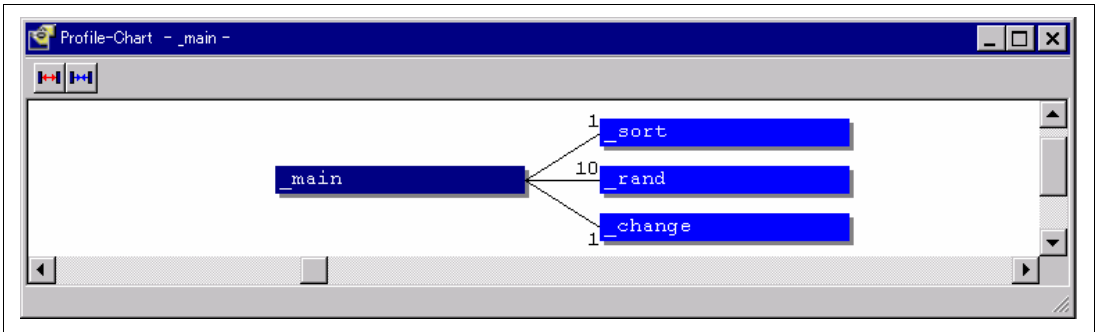 Profile-Chart - _main -
1
_sort
_main
10
_rand
_change
1